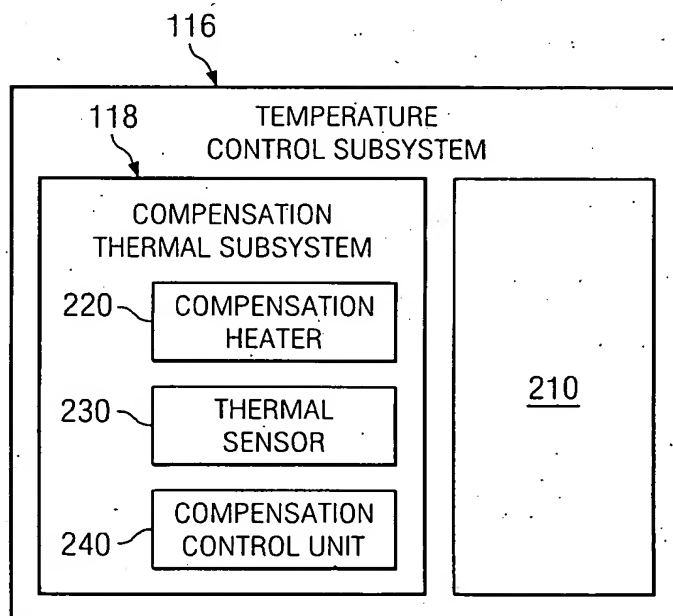 116
TEMPERATURE
CONTROL SUBSYSTEM
118
COMPENSATION
THERMAL SUBSYSTEM
220
COMPENSATION
HEATER
230
THERMAL
SENSOR
240
COMPENSATION
CONTROL UNIT
210